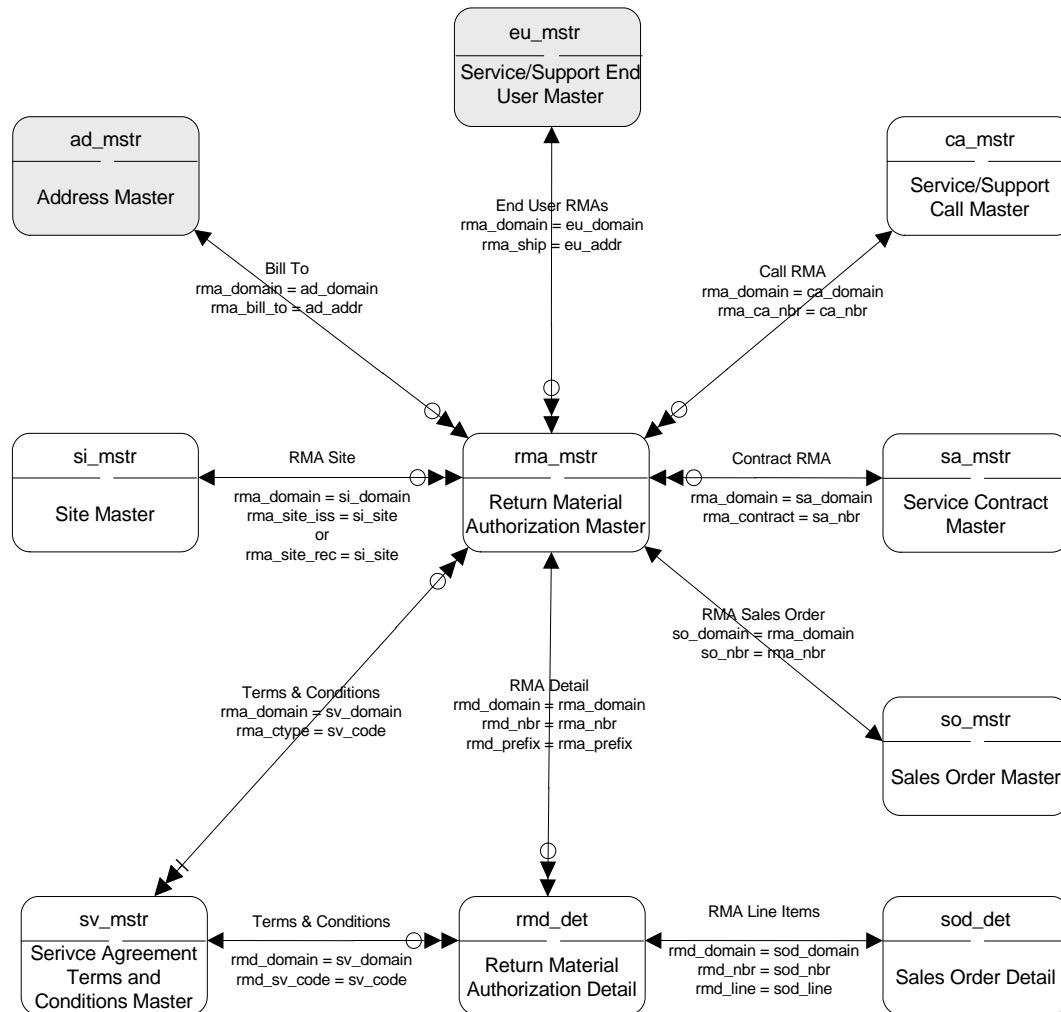 eu_mstr
Service/Support End
User Master
ad_mstr
Address Master
ca_mstr
Service/Support
Call Master
End User RMAs
rma_domain = eu_domain
rma_ship = eu_addr
Bill To
rma_domain = ad_domain
rma_bill_to = ad_addr
Call RMA
rma_domain = ca_domain
rma_ca_nbr = ca_nbr
si_mstr
Site Master
RMA Site
rma_domain = si_domain
rma_site_iss = si_site
or
rma_site_rec = si_site
rma_mstr
Return Material
Authorization Master
Contract RMA
rma_domain = sa_domain
rma_contract = sa_nbr
sa_mstr
Service Contract
Master
RMA Sales Order
so_domain = rma_domain
so_nbr = rma_nbr
Terms & Conditions
rma_domain = sv_domain
rma_ctype = sv_code
RMA Detail
rmd_domain = rma_domain
rmd_nbr = rma_nbr
rmd_prefix = rma_prefix
so_mstr
Sales Order Master
sv_mstr
Serivce Agreement
Terms and
Conditions Master
Terms & Conditions
rmd_domain = sv_domain
rmd_sv_code = sv_code
rmd_det
Return Material
Authorization Detail
RMA Line Items
rmd_domain = sod_domain
rmd_nbr = sod_nbr
rmd_line = sod_line
sod_det
Sales Order Detail